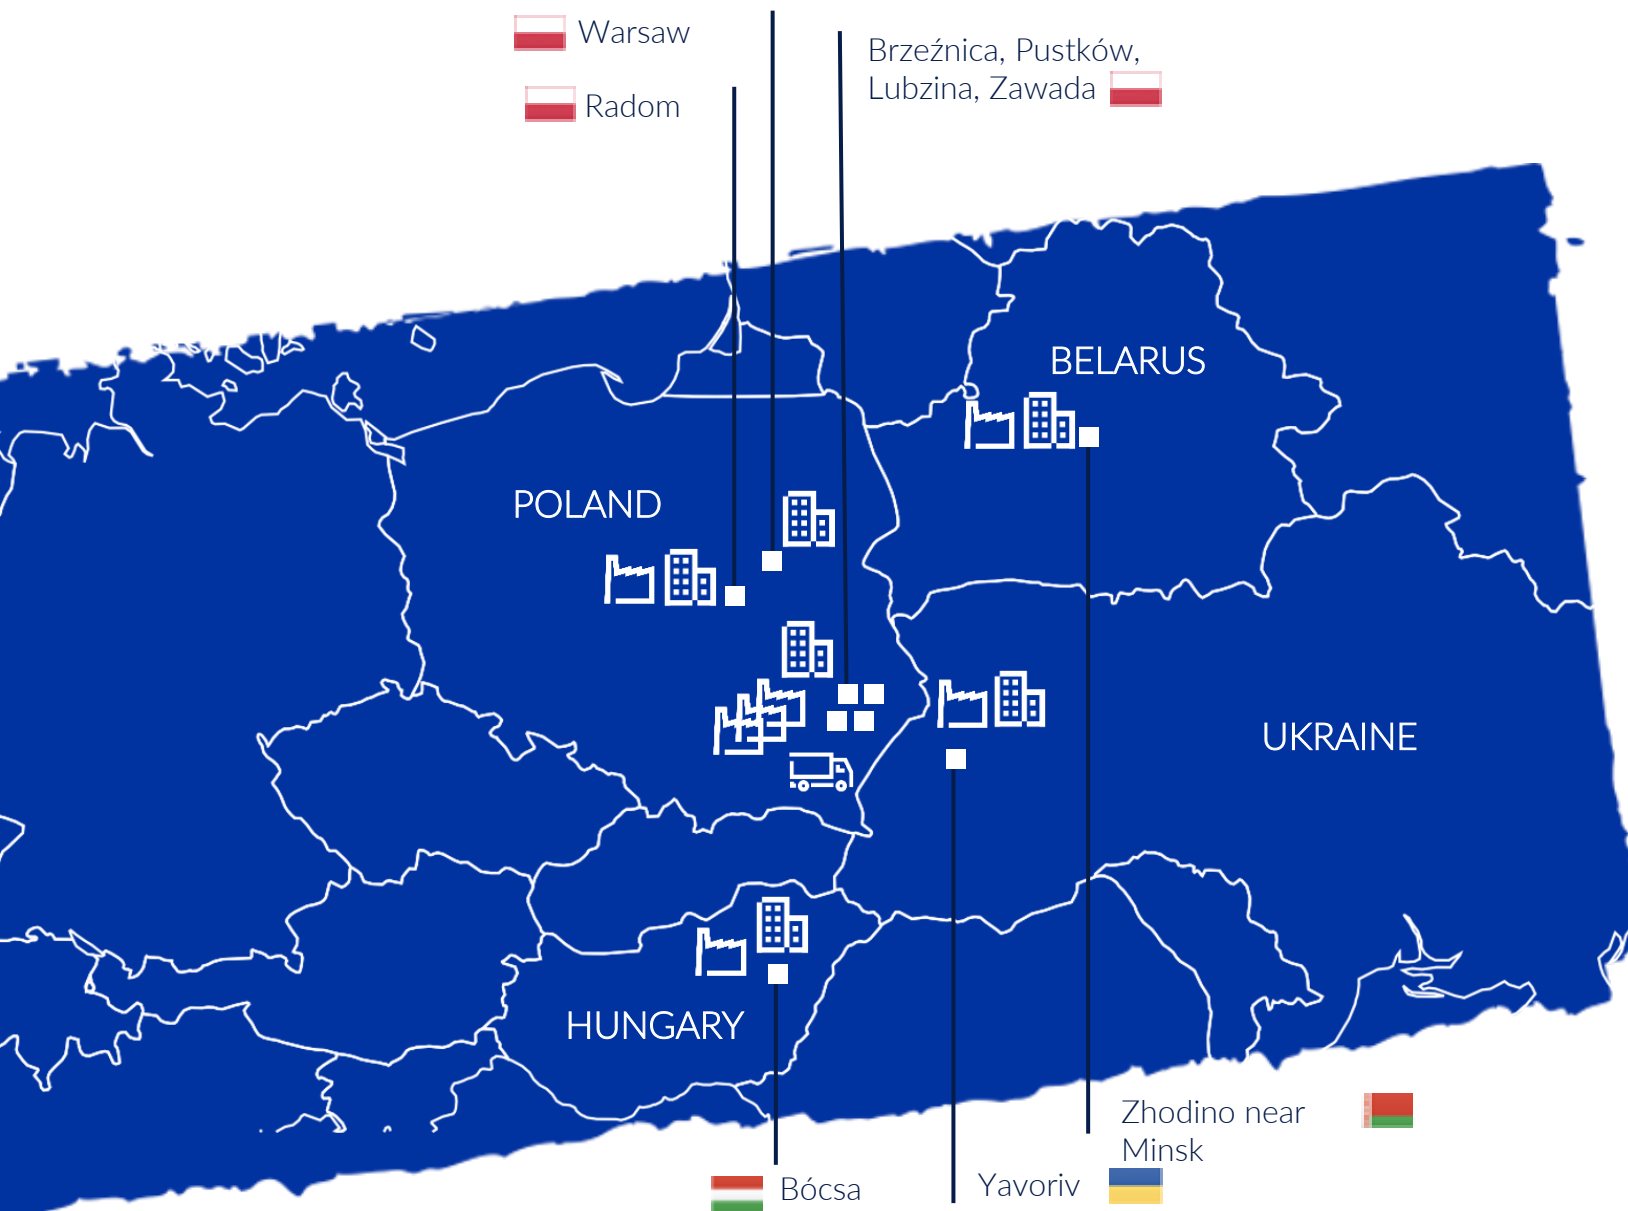 Warsaw
Brzeźnica, Pustków,
Lubzina, Zawada
Radom
BELARUS
POLAND
UKRAINE
HUNGARY
Zhodino near
Minsk
Bócsa
Yavoriv